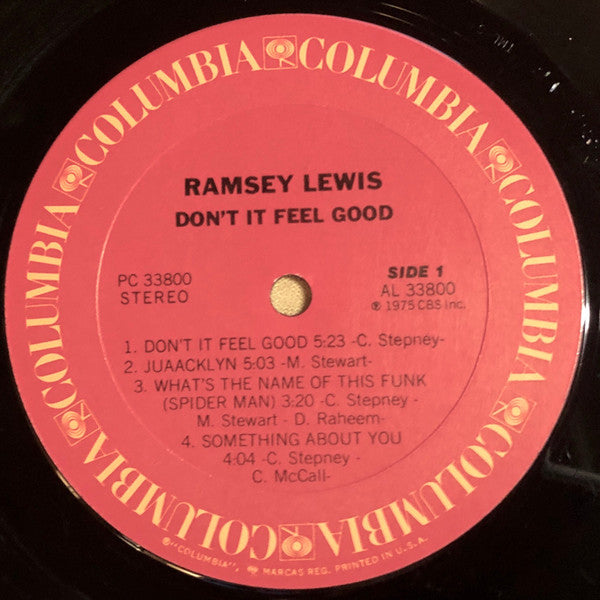 COLUMBIA COLUMBIA COLUMBIA COLUMBIA COLUMBIA COLUMBIA
RAMSEY LEWIS
DON'T IT FEEL GOOD
PC 33800
STEREO
SIDE 1
AL 33800
℗ 1975 CBS Inc.
1. DON'T IT FEEL GOOD 5:23 -C. Stepney-
2. JUAACKLYN 5:03 -M. Stewart-
3. WHAT'S THE NAME OF THIS FUNK
(SPIDER MAN) 3:20 -C. Stepney -
M. Stewart - D. Raheem-
4. SOMETHING ABOUT YOU
4:04 -C. Stepney -
C. McCall-
®"COLUMBIA", MARCAS REG. PRINTED IN U.S.A.